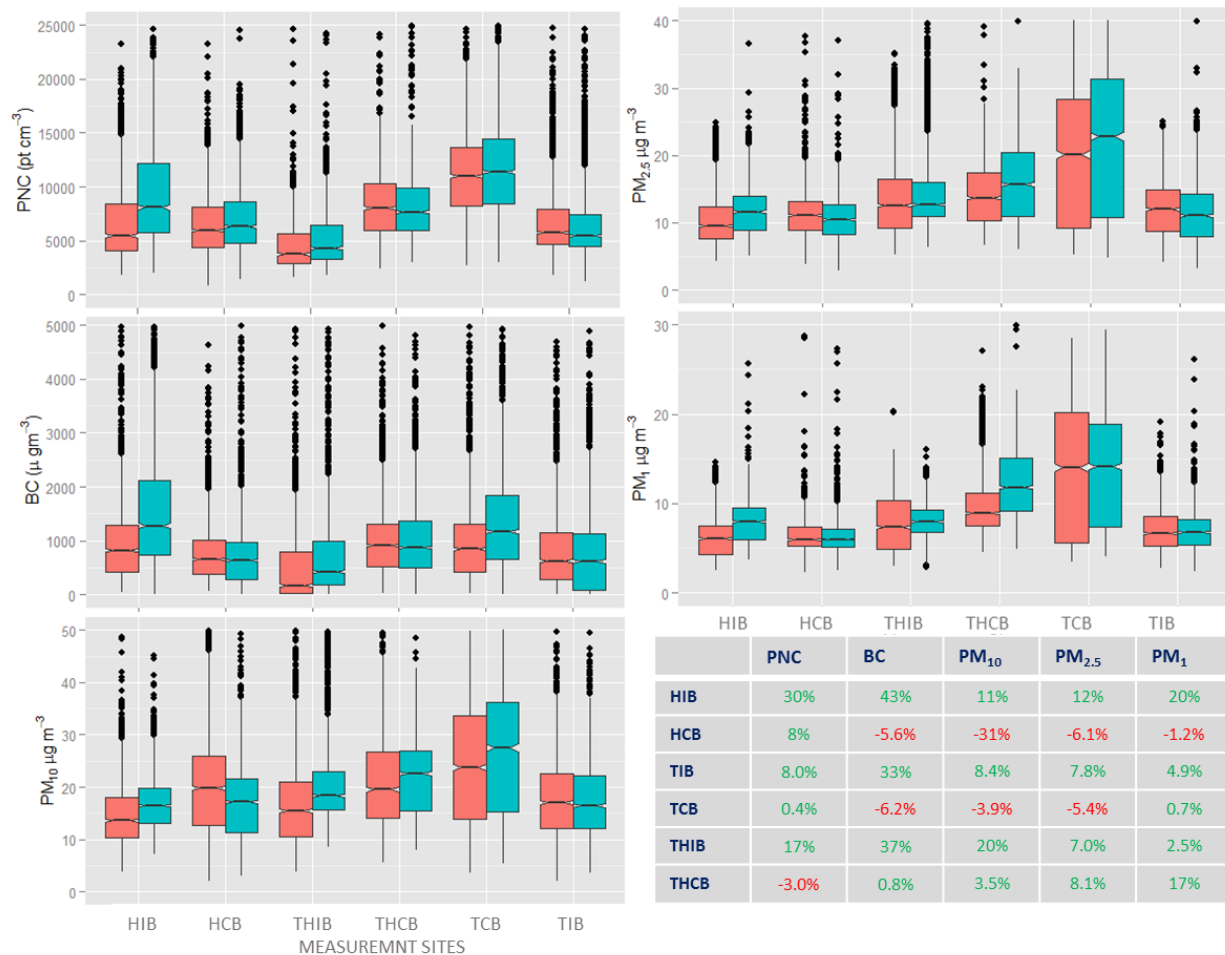 PNC (pt cm⁻³)
25000
20000
15000
10000
5000
0
BC (μ gm⁻³)
5000
4000
3000
2000
1000
0
PM₁₀ μg m⁻³
50
40
30
20
10
0
HIB HCB THIB THCB TCB TIB
MEASUREMNT SITES
PM₂.₅ μg m⁻³
40
30
20
10
0
PM₁ μg m⁻³
30
20
10
0
HIB HCB THIB THCB TCB TIB
PNC BC PM₁₀ PM₂.₅ PM₁
HIB 30% 43% 11% 12% 20%
HCB 8% -5.6% -31% -6.1% -1.2%
TIB 8.0% 33% 8.4% 7.8% 4.9%
TCB 0.4% -6.2% -3.9% -5.4% 0.7%
THIB 17% 37% 20% 7.0% 2.5%
THCB -3.0% 0.8% 3.5% 8.1% 17%